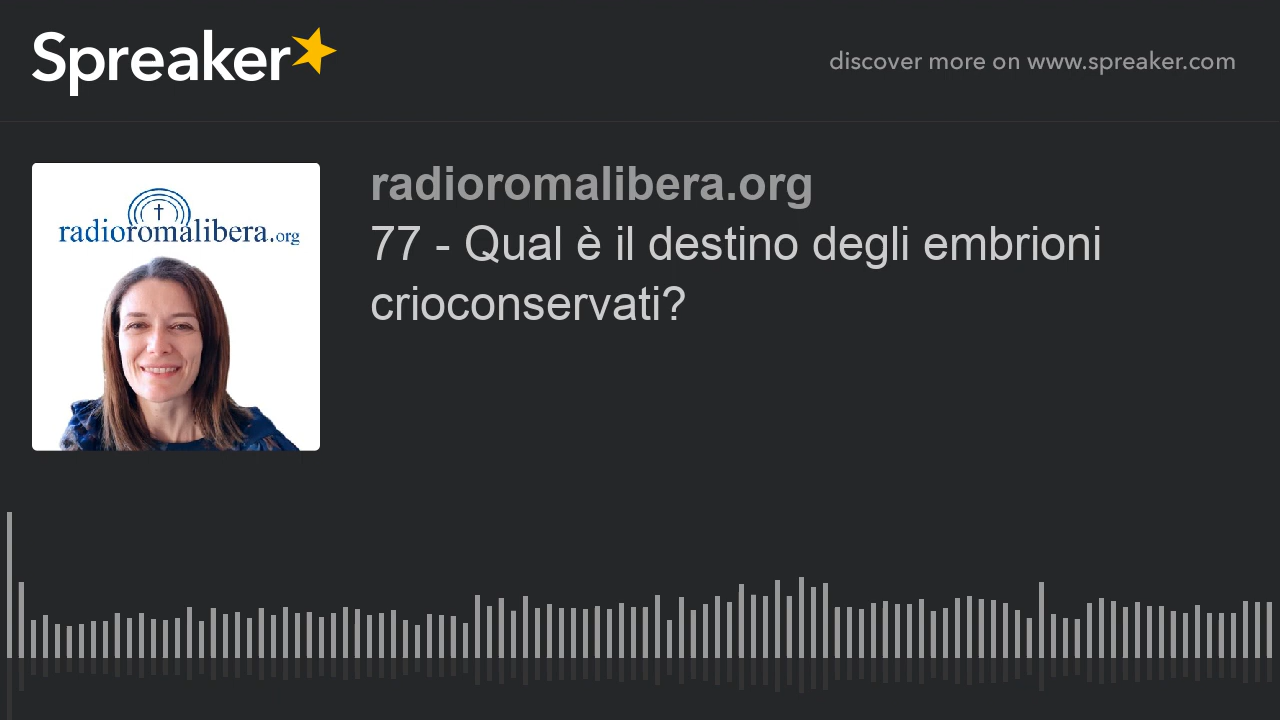 Spreaker
discover more on www.spreaker.com
radioromalibera.org
radioromalibera.org
77 - Qual è il destino degli embrioni
crioconservati?